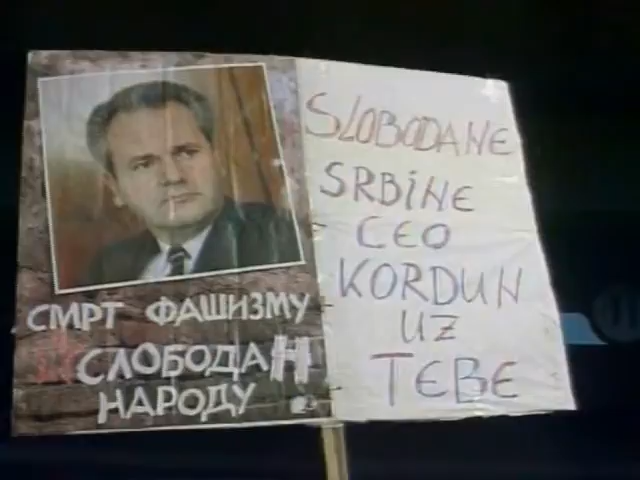 СМРТ ФАШИЗМУ
СЛОБОДАН
НАРОДУ
SLOBODANE
SRBINE
CEO
KORDUN
UZ
TEBE